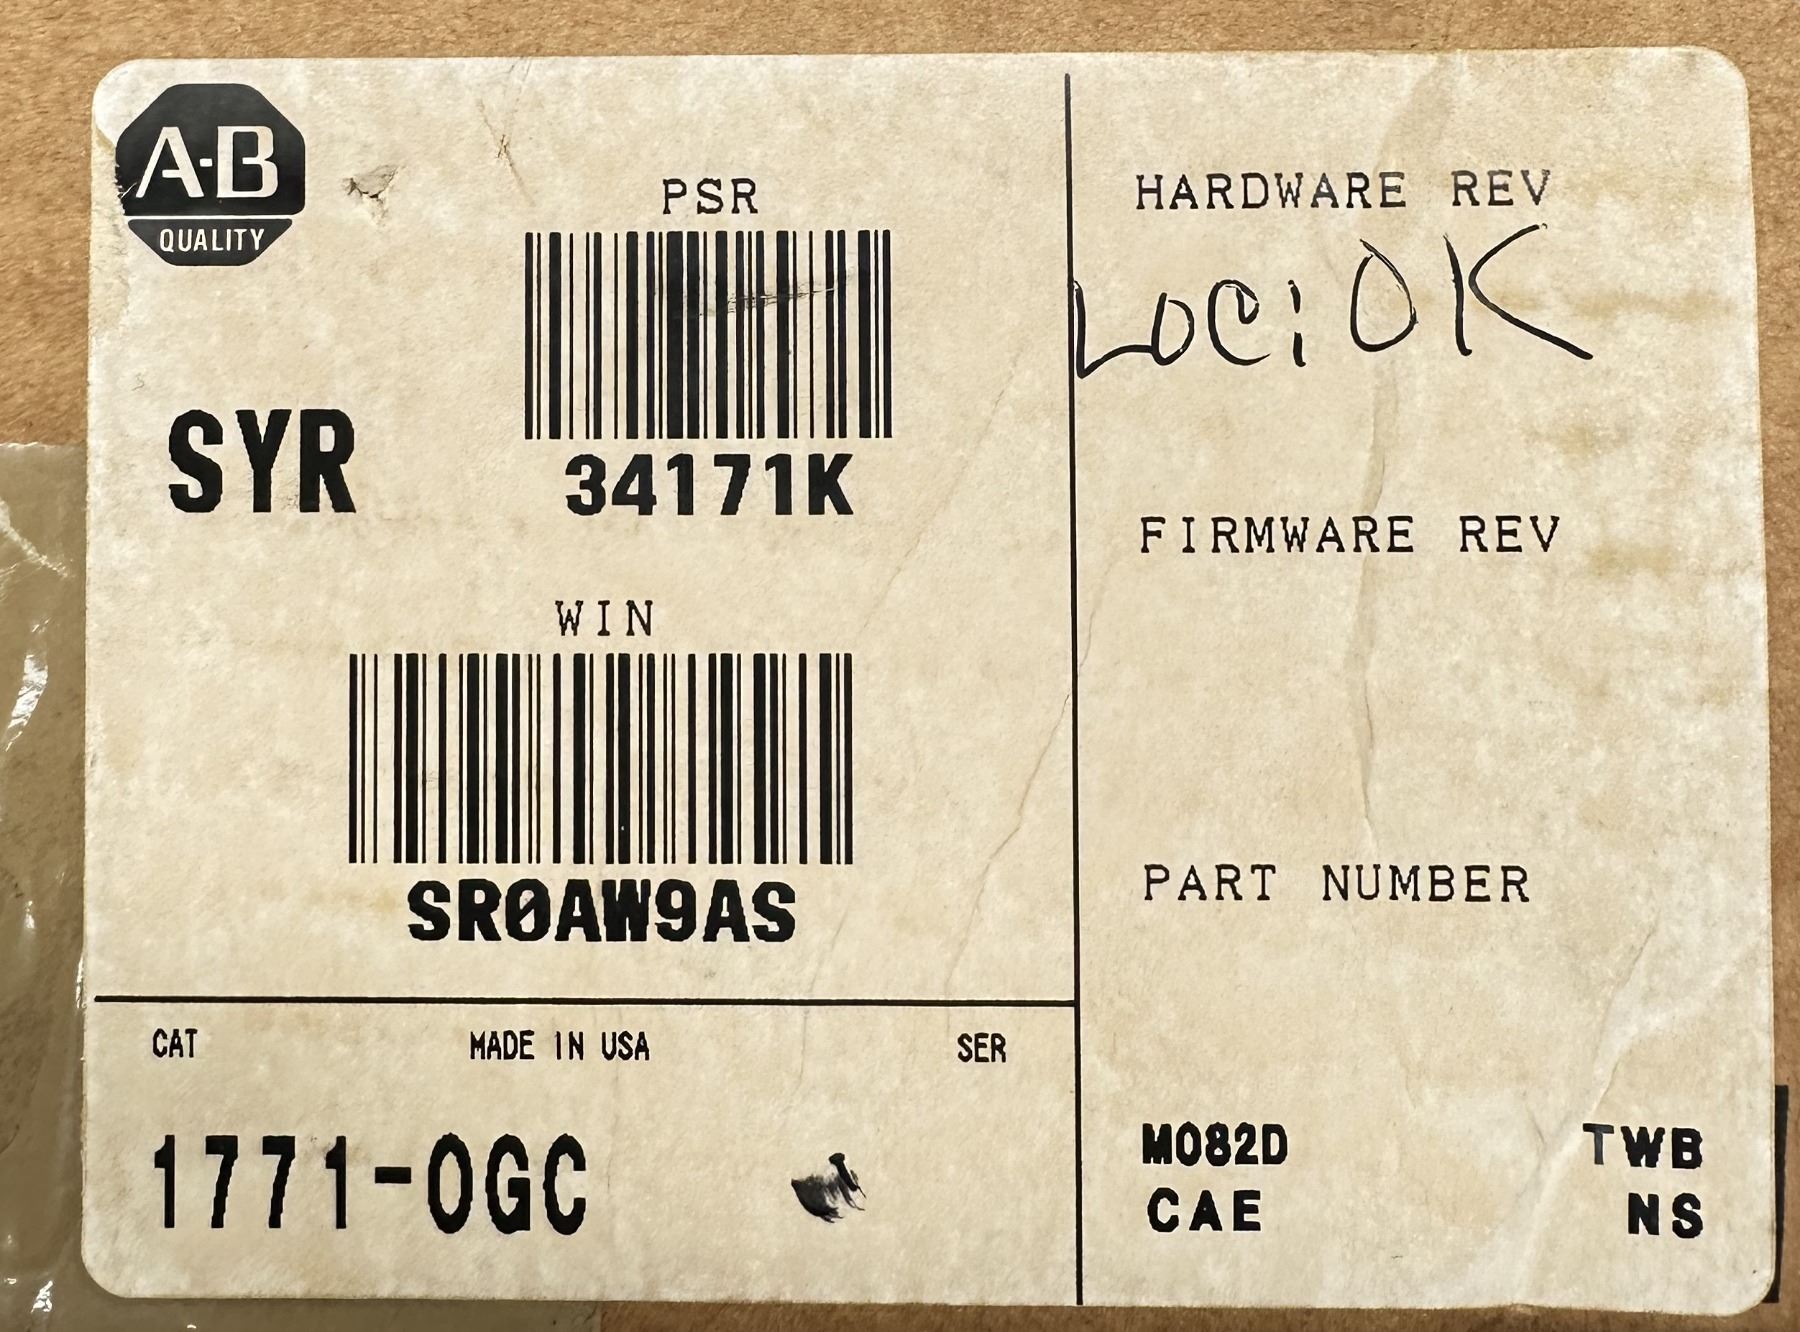 A-B
QUALITY
PSR
SYR
34171K
WIN
SR0AW9AS
CAT MADE IN USA SER
1771-OGC
HARDWARE REV
LOC: OK
FIRMWARE REV
PART NUMBER
M082D TWB
CAE NS